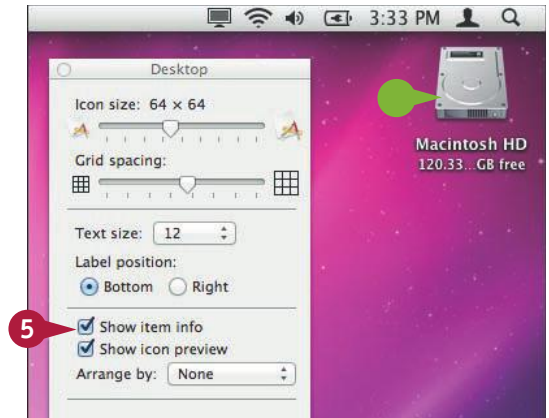 3:33 PM
Desktop
Icon size: 64 × 64
Grid spacing:
Text size: 12
Label position:
Bottom Right
5
Show item info
Show icon preview
Arrange by: None
Macintosh HD
120.33...GB free